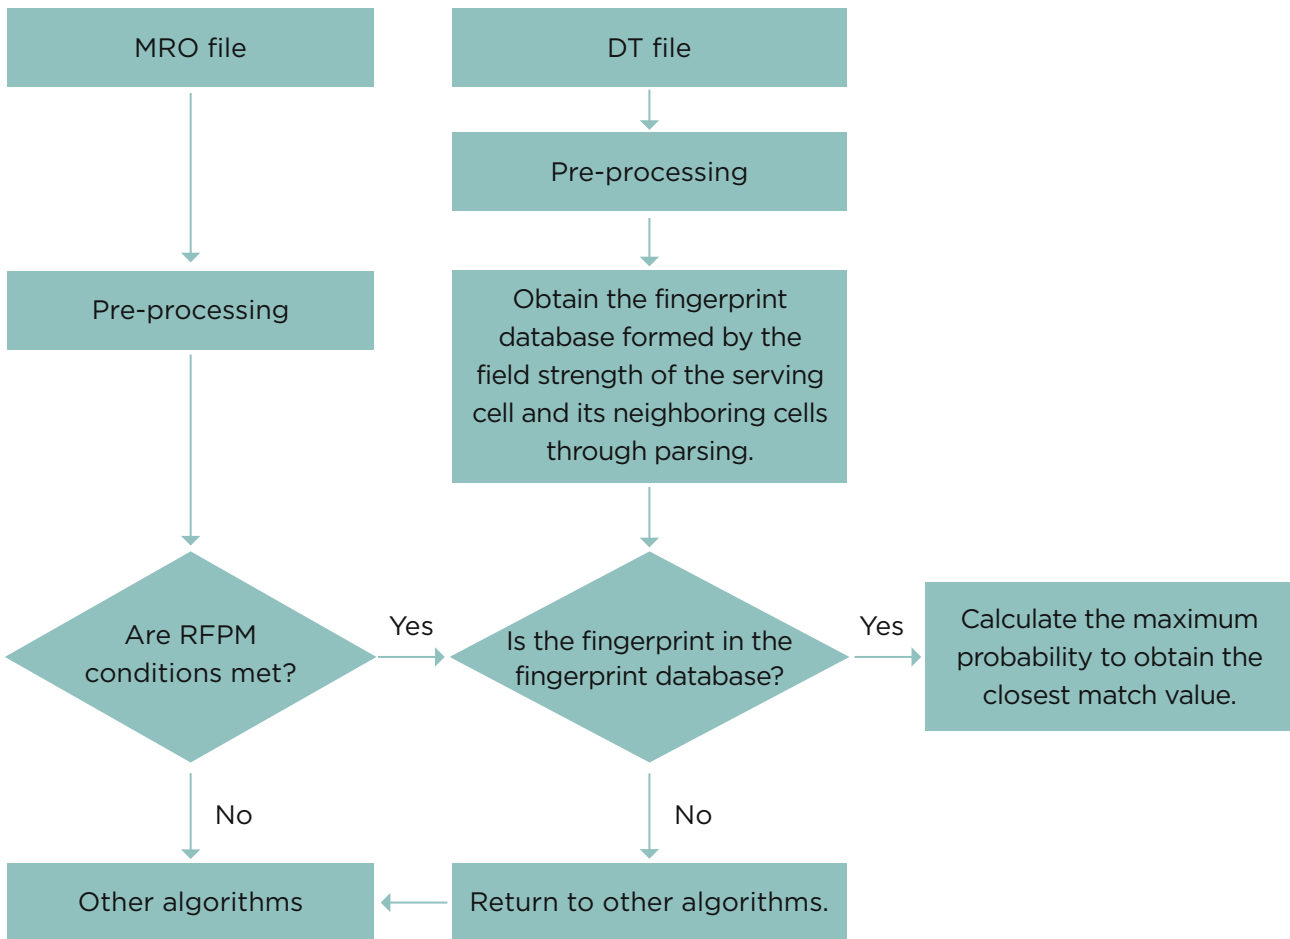 MRO file
DT file
Pre-processing
Pre-processing
Obtain the fingerprint
database formed by the
field strength of the serving
cell and its neighboring cells
through parsing.
Are RFPM
conditions met?
Yes
Is the fingerprint in the
fingerprint database?
Yes
Calculate the maximum
probability to obtain the
closest match value.
No
No
Other algorithms
Return to other algorithms.